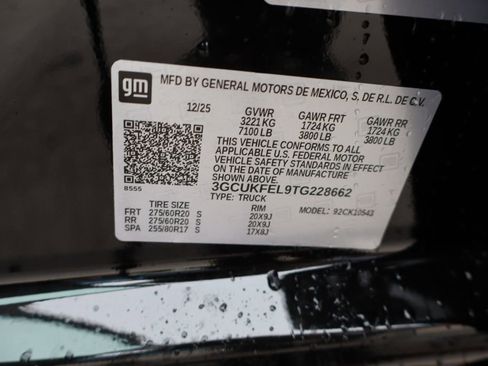 gm
MFD BY GENERAL MOTORS DE MEXICO, S. DE R.L. DE C.V.
12/25 GVWR GAWR FRT GAWR RR
3221 KG 1724 KG 1724 KG
7100 LB 3800 LB 3800 LB
THIS VEHICLE CONFORMS TO ALL
APPLICABLE U.S. FEDERAL MOTOR
VEHICLE SAFETY STANDARDS IN EFFECT
ON THE DATE OF MANUFACTURE
SHOWN ABOVE.
8555 3GCUKFEL9TG228662
TYPE: TRUCK
TIRE SIZE RIM MODEL: 92CK10543
FRT 275/60R20 S 20X9J
RR 275/60R20 S 20X9J
SPA 255/80R17 S 17X8J